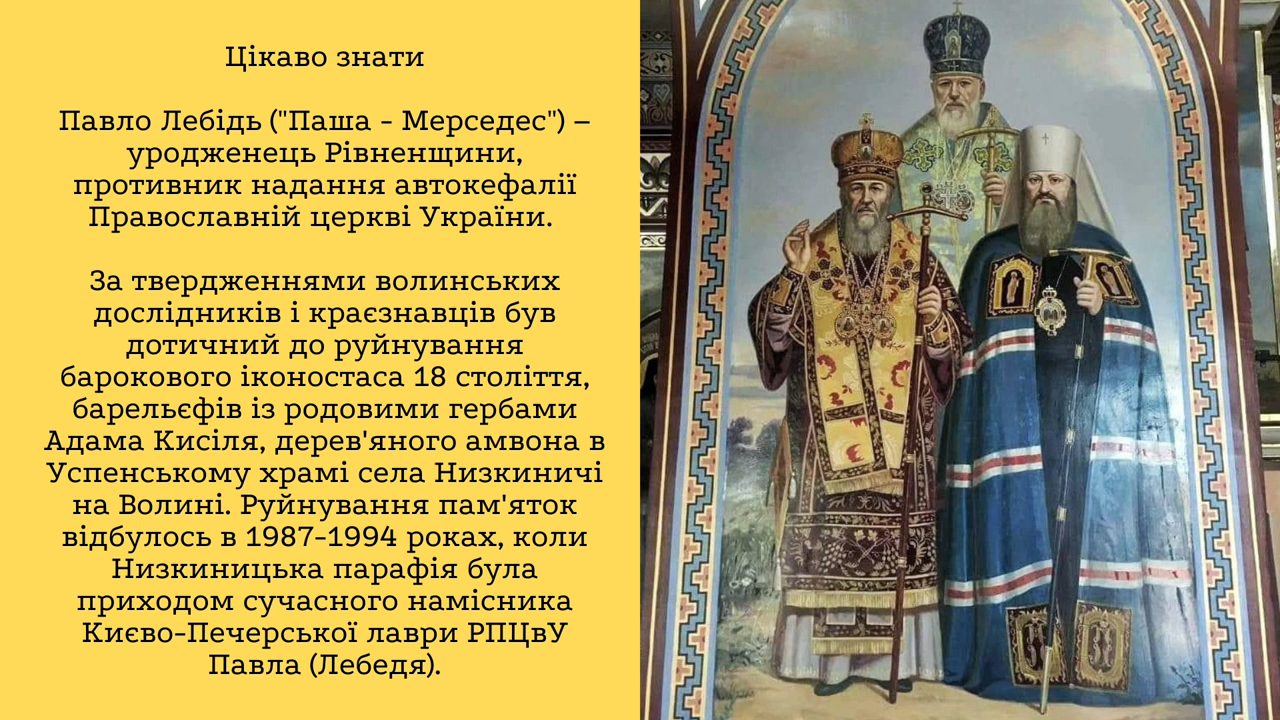 Цікаво знати
Павло Лебідь ("Паша - Мерседес") –
уродженець Рівненщини,
противник надання автокефалії
Православній церкві України.
За твердженнями волинських
дослідників і краєзнавців був
дотичний до руйнування
барокового іконостаса 18 століття,
барельєфів із родовими гербами
Адама Кисіля, дерев'яного амвона в
Успенському храмі села Низкиничі
на Волині. Руйнування пам'яток
відбулось в 1987-1994 роках, коли
Низкиницька парафія була
приходом сучасного намісника
Києво-Печерської лаври РПЦвУ
Павла (Лебедя).